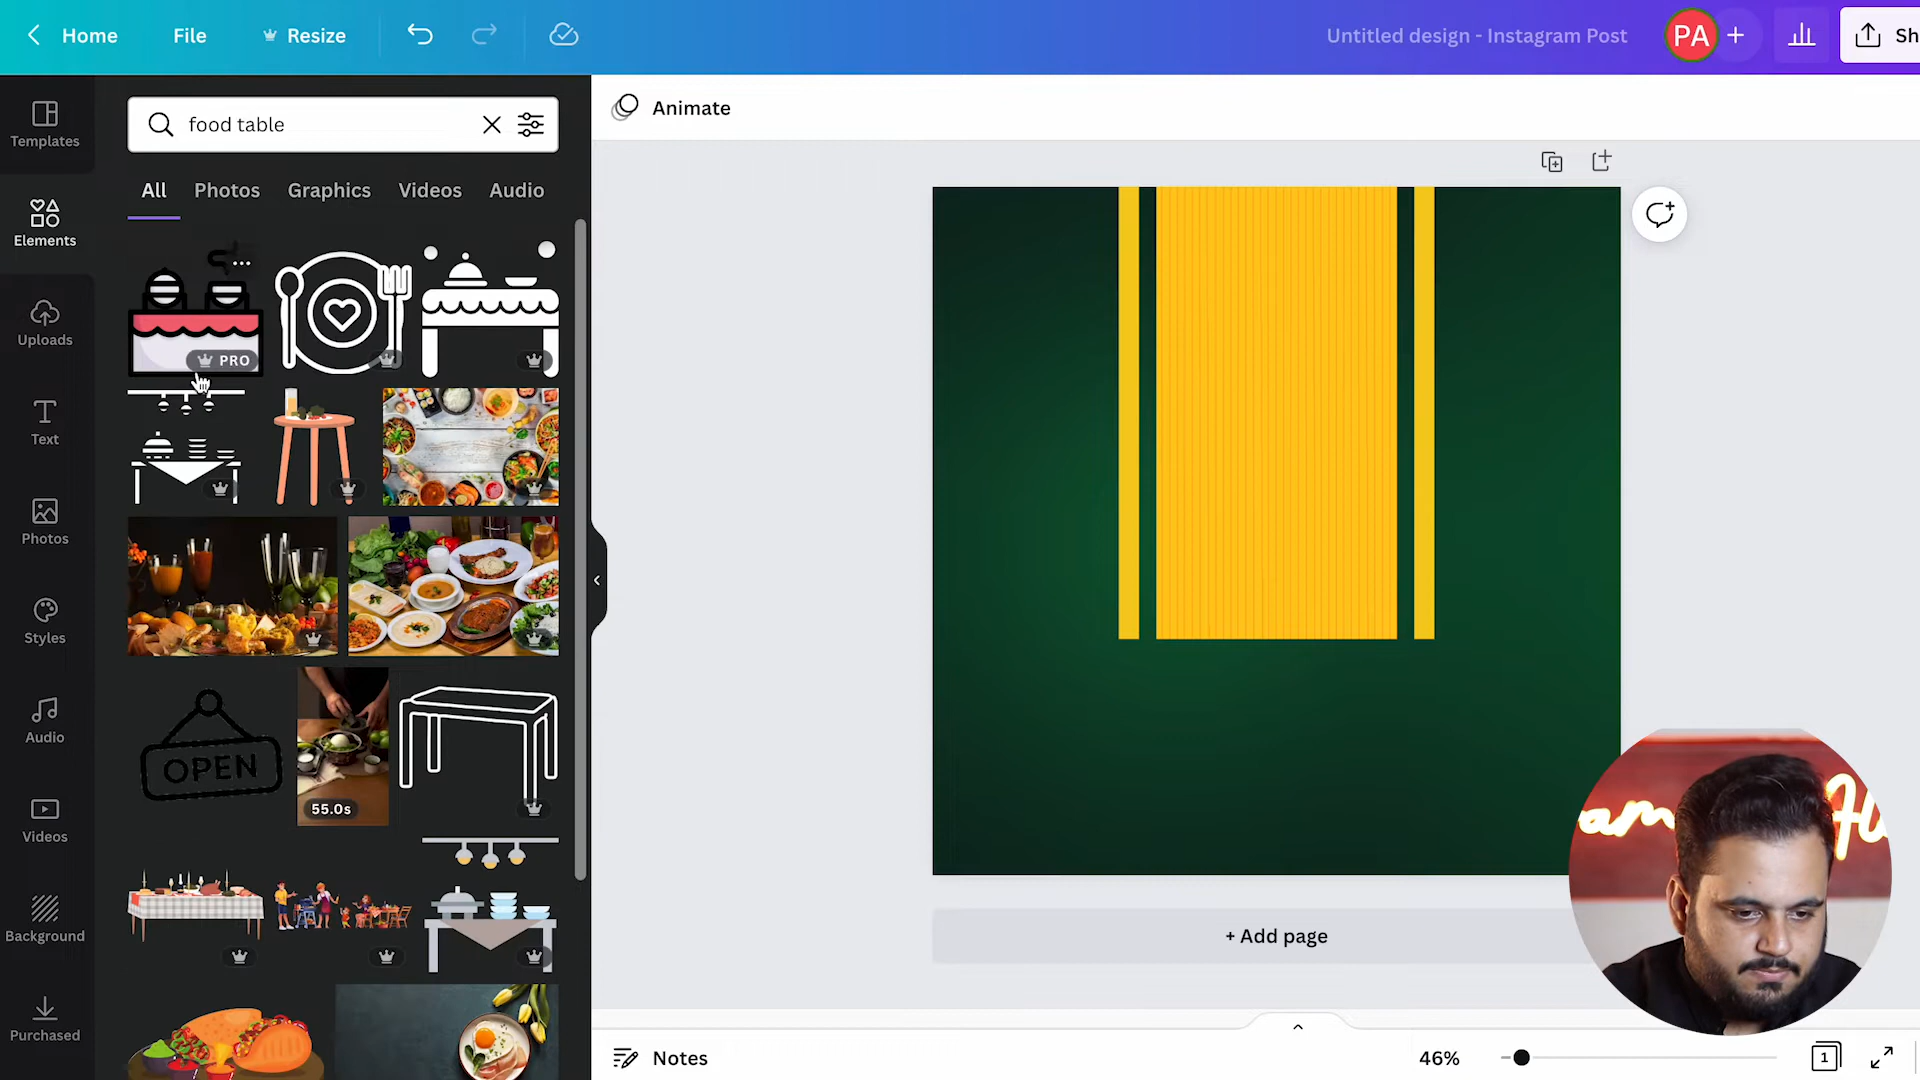 Home File Resize Untitled design - Instagram Post PA Sh
Templates
Elements
Uploads
Text
Photos
Styles
Audio
Videos
Background
Purchased
food table
All Photos Graphics Videos Audio
PRO
OPEN
55.0s
Animate
+ Add page
Notes 46% 1